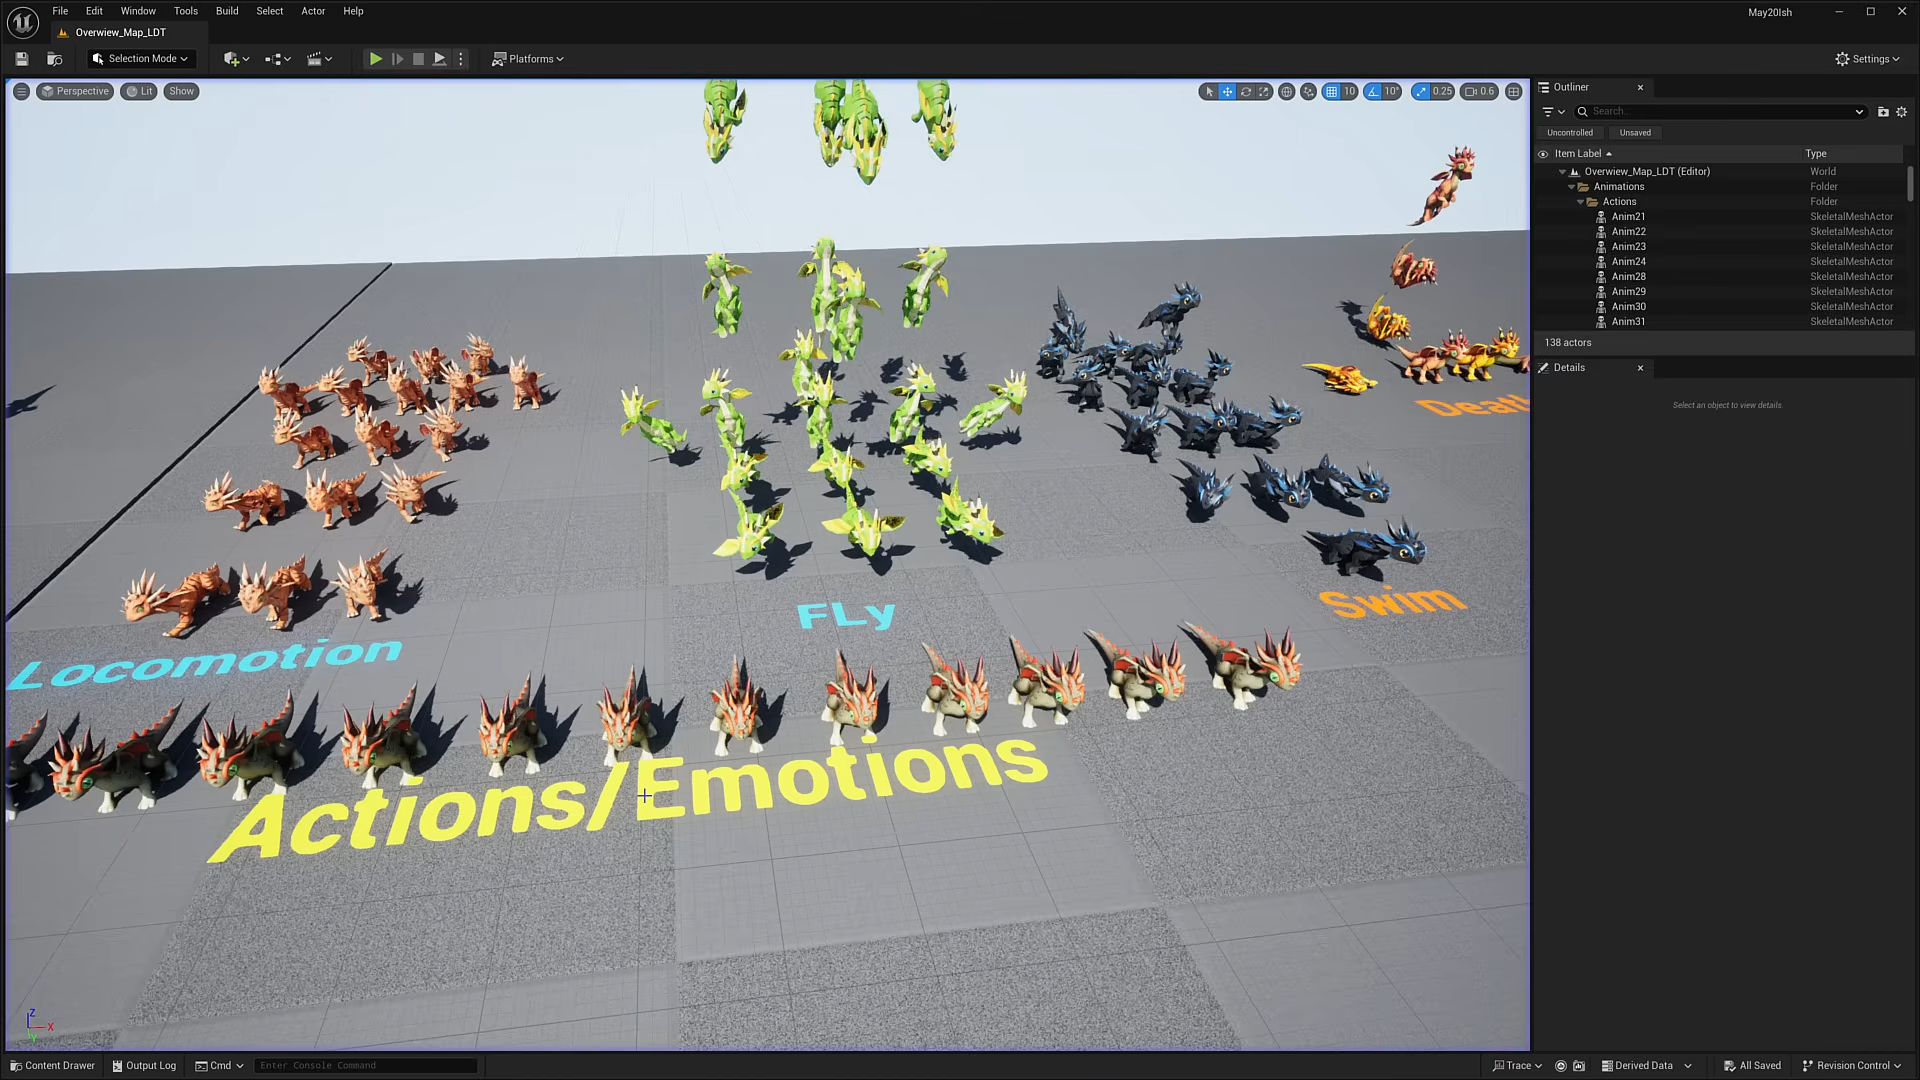 File Edit Window Tools Build Select Actor Help
May20Ish
Overwiew_Map_LDT
Selection Mode
Platforms
Settings
Perspective Lit Show
10 10° 0.25 0.6
Outliner
Search...
Uncontrolled Unsaved
Item Label Type
Overwiew_Map_LDT (Editor) World
Animations Folder
Actions Folder
Anim21 SkeletalMeshActor
Anim22 SkeletalMeshActor
Anim23 SkeletalMeshActor
Anim24 SkeletalMeshActor
Anim28 SkeletalMeshActor
Anim29 SkeletalMeshActor
Anim30 SkeletalMeshActor
Anim31 SkeletalMeshActor
138 actors
Details
Select an object to view details.
Death
Swim
FLy
Locomotion
Actions/Emotions
Z
X
Y
Content Drawer Output Log Cmd Enter Console Command
Trace Derived Data All Saved Revision Control